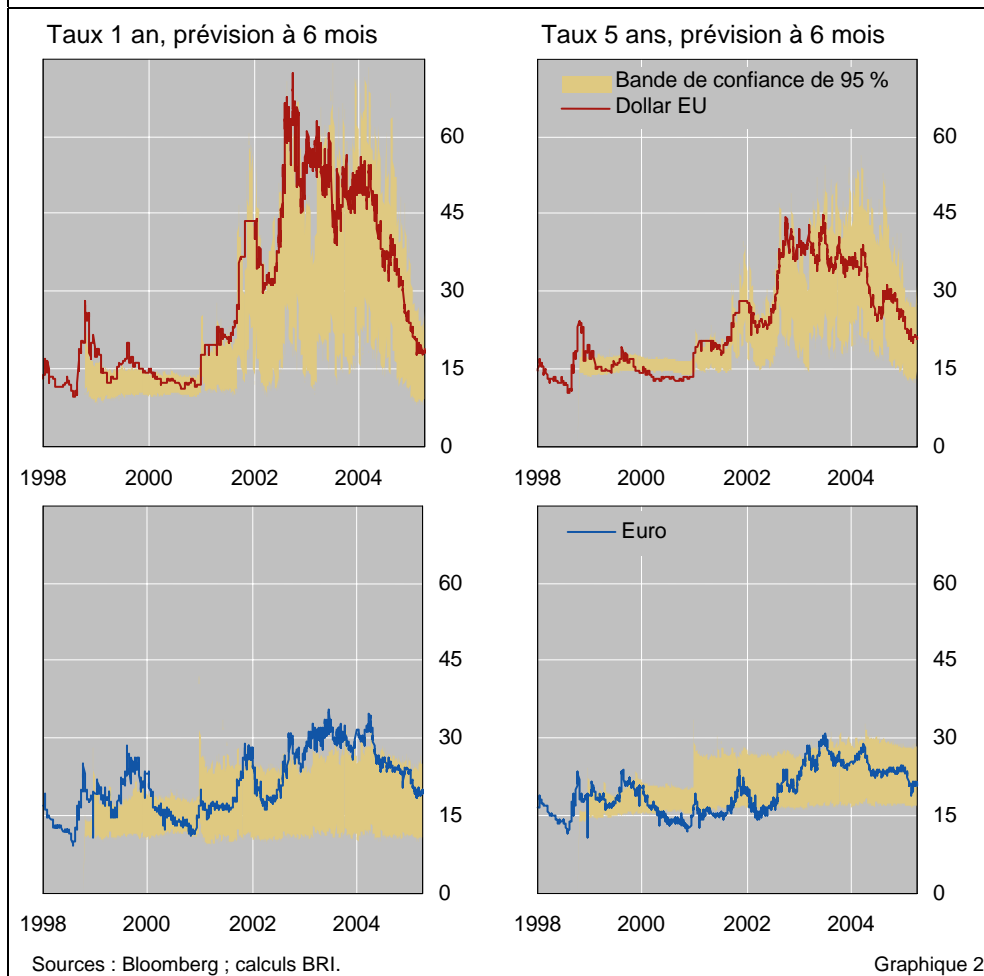 Taux 1 an, prévision à 6 mois
Taux 5 ans, prévision à 6 mois
Bande de confiance de 95 %
Dollar EU
60
45
30
15
0
1998 2000 2002 2004
60
45
30
15
0
1998 2000 2002 2004
Euro
60
45
30
15
0
1998 2000 2002 2004
60
45
30
15
0
1998 2000 2002 2004
Sources : Bloomberg ; calculs BRI.
Graphique 2